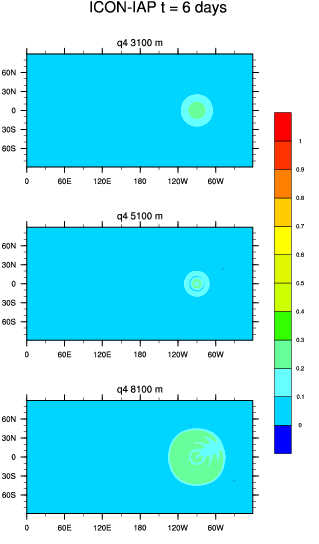 ICON-IAP t = 6 days
q4 3100 m
60N
30N
0
30S
60S
0 60E 120E 180 120W 60W
q4 5100 m
60N
30N
0
30S
60S
0 60E 120E 180 120W 60W
q4 8100 m
60N
30N
0
30S
60S
0 60E 120E 180 120W 60W
1
0.9
0.8
0.7
0.6
0.5
0.4
0.3
0.2
0.1
0